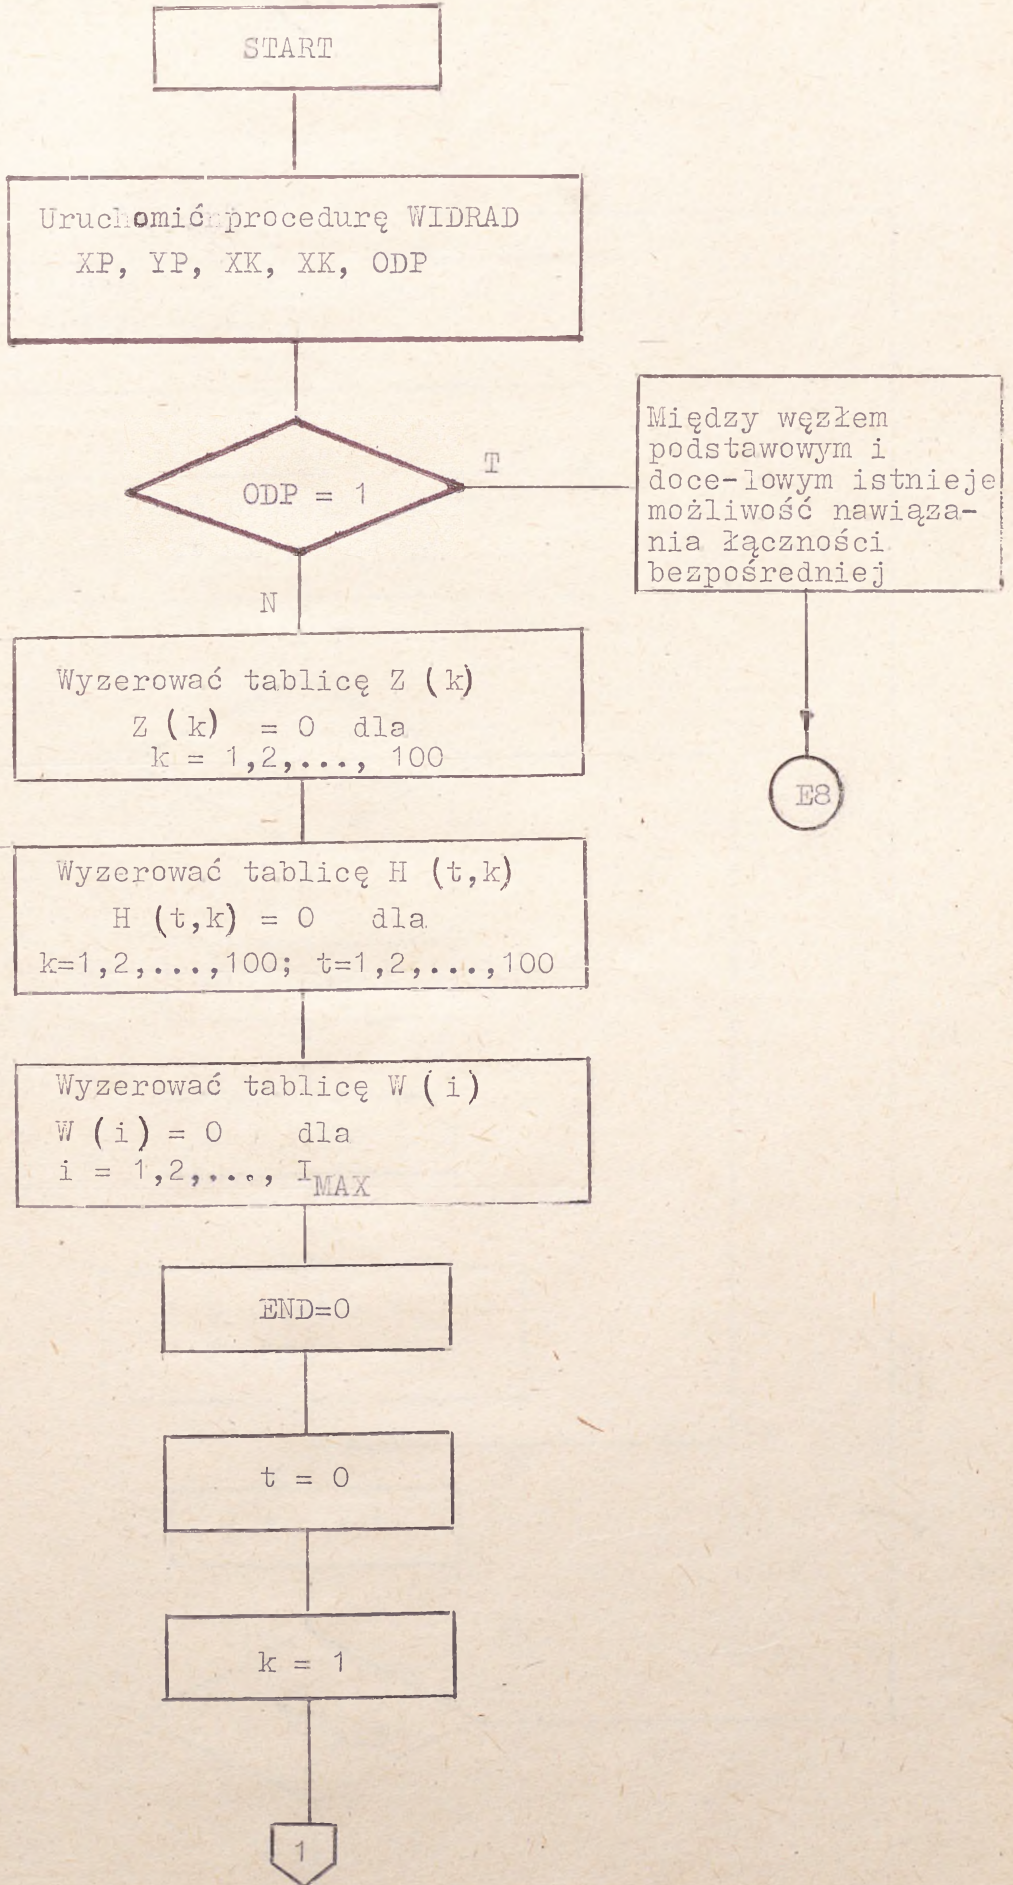 START
Uruchomić procedurę WIDRAD
XP, YP, XK, XK, ODP
ODP = 1
T
Między węzłem
podstawowym i
doce-lowym istnieje
możliwość nawiąza-
nia łączności
bezpośredniej
N
E8
Wyzerować tablicę Z (k)
Z (k) = 0 dla
k = 1,2,..., 100
Wyzerować tablicę H (t,k)
H (t,k) = 0 dla
k=1,2,...,100; t=1,2,...,100
Wyzerować tablicę W (i)
W (i) = 0 dla
i = 1,2,..., I_MAX
END=0
t = 0
k = 1
1